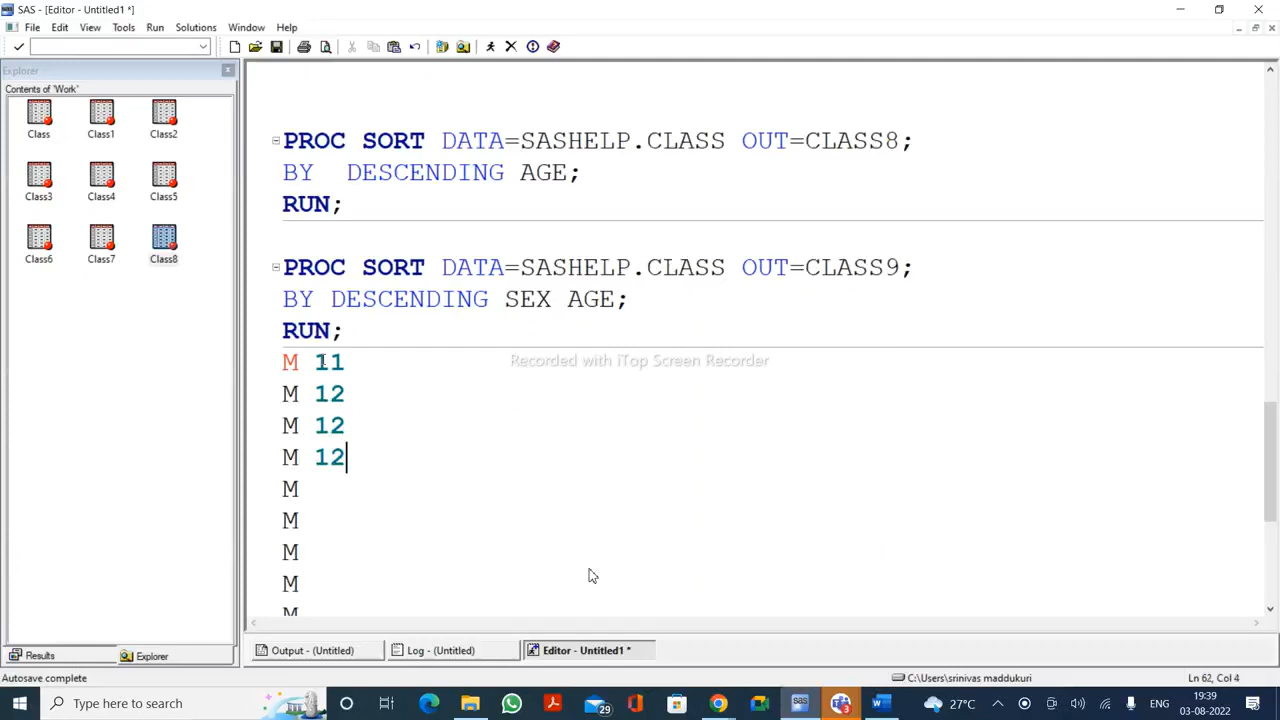 SAS - [Editor - Untitled1 *]
File Edit View Tools Run Solutions Window Help
Explorer
Contents of 'Work'
Class Class1 Class2
Class3 Class4 Class5
Class6 Class7 Class8
PROC SORT DATA=SASHELP.CLASS OUT=CLASS8;
BY DESCENDING AGE;
RUN;
PROC SORT DATA=SASHELP.CLASS OUT=CLASS9;
BY DESCENDING SEX AGE;
RUN;
M 11
Recorded with iTop Screen Recorder
M 12
M 12
M 12
M
M
M
M
M
Results Explorer
Output - (Untitled) Log - (Untitled) Editor - Untitled1 *
Autosave complete
C:\Users\srinivas maddukuri
Ln 62, Col 4
Type here to search
29
sas
3
27°C
ENG
19:39
03-08-2022